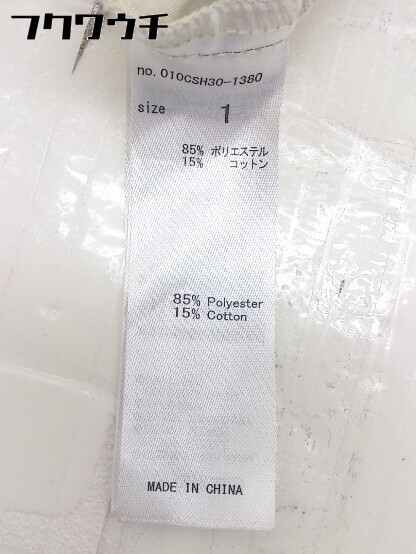 フクワウチ
no. 010CSH30-1380
size 1
85% ポリエステル
15% コットン
85% Polyester
15% Cotton
MADE IN CHINA